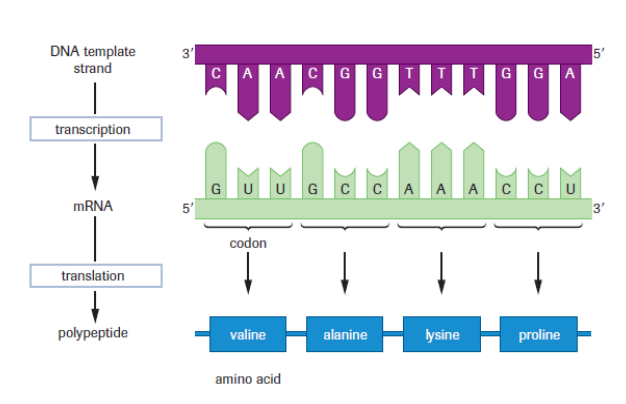 DNA template
strand
3′
C A A C G G T T T G G A
5′
transcription
mRNA
5′
G U U G C C A A A C C U
3′
codon
translation
polypeptide
valine
alanine
lysine
proline
amino acid